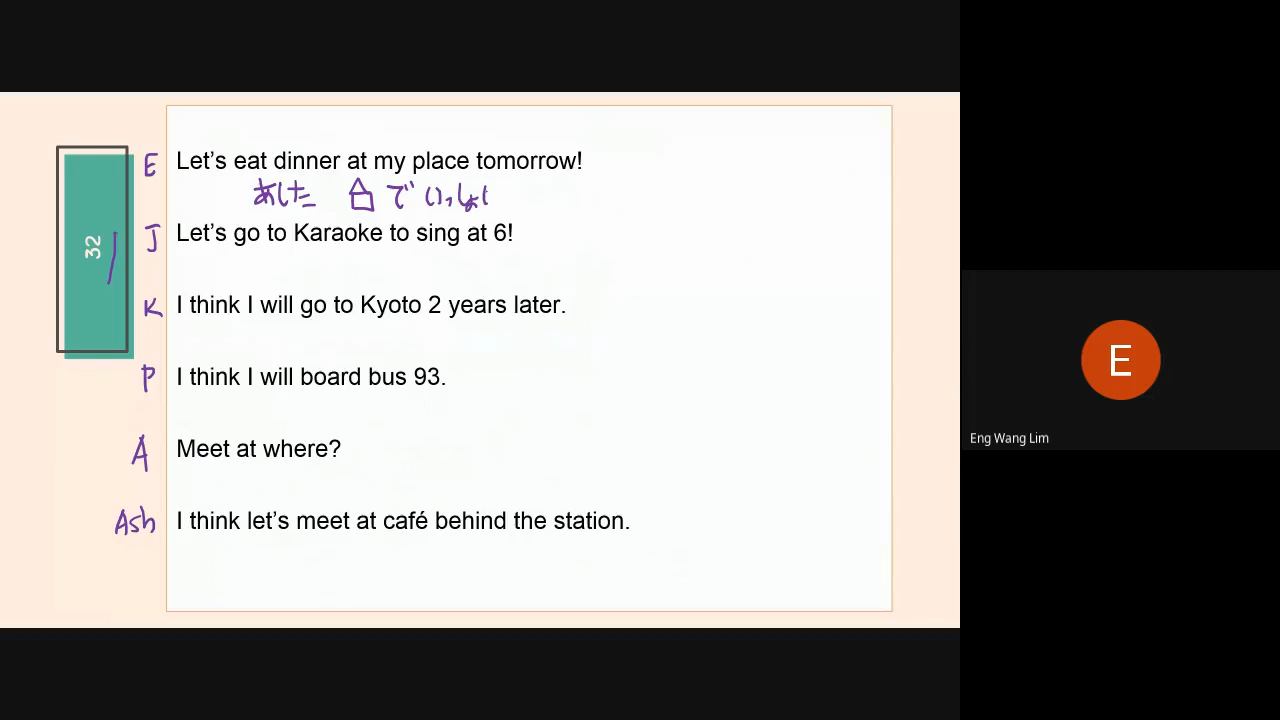 32
E Let's eat dinner at my place tomorrow!
あした で いっしょ
J Let's go to Karaoke to sing at 6!
K I think I will go to Kyoto 2 years later.
P I think I will board bus 93.
A Meet at where?
Ash I think let's meet at café behind the station.
E
Eng Wang Lim